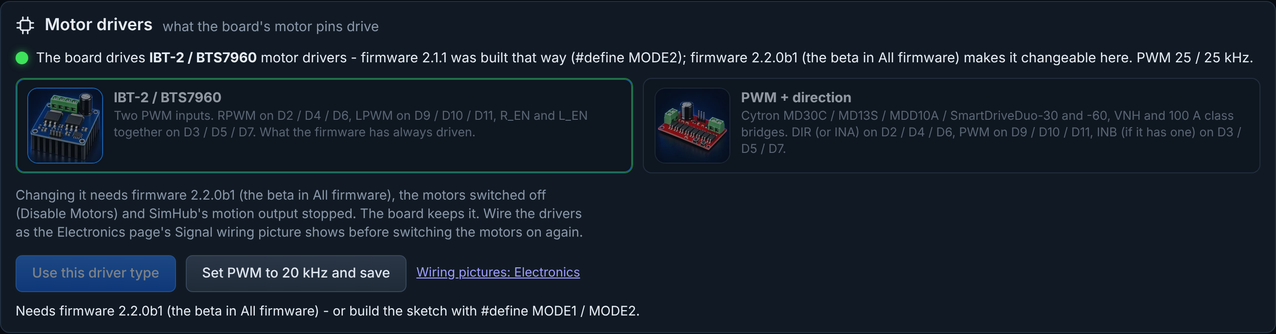 Motor drivers what the board's motor pins drive
The board drives IBT-2 / BTS7960 motor drivers - firmware 2.1.1 was built that way (#define MODE2); firmware 2.2.0b1 (the beta in All firmware) makes it changeable here. PWM 25 / 25 kHz.
IBT-2 / BTS7960
Two PWM inputs. RPWM on D2 / D4 / D6, LPWM on D9 / D10 / D11, R_EN and L_EN
together on D3 / D5 / D7. What the firmware has always driven.
PWM + direction
Cytron MD30C / MD13S / MDD10A / SmartDriveDuo-30 and -60, VNH and 100 A class
bridges. DIR (or INA) on D2 / D4 / D6, PWM on D9 / D10 / D11, INB (if it has one) on D3 /
D5 / D7.
Changing it needs firmware 2.2.0b1 (the beta in All firmware), the motors switched off
(Disable Motors) and SimHub's motion output stopped. The board keeps it. Wire the drivers
as the Electronics page's Signal wiring picture shows before switching the motors on again.
Use this driver type
Set PWM to 20 kHz and save
Wiring pictures: Electronics
Needs firmware 2.2.0b1 (the beta in All firmware) - or build the sketch with #define MODE1 / MODE2.